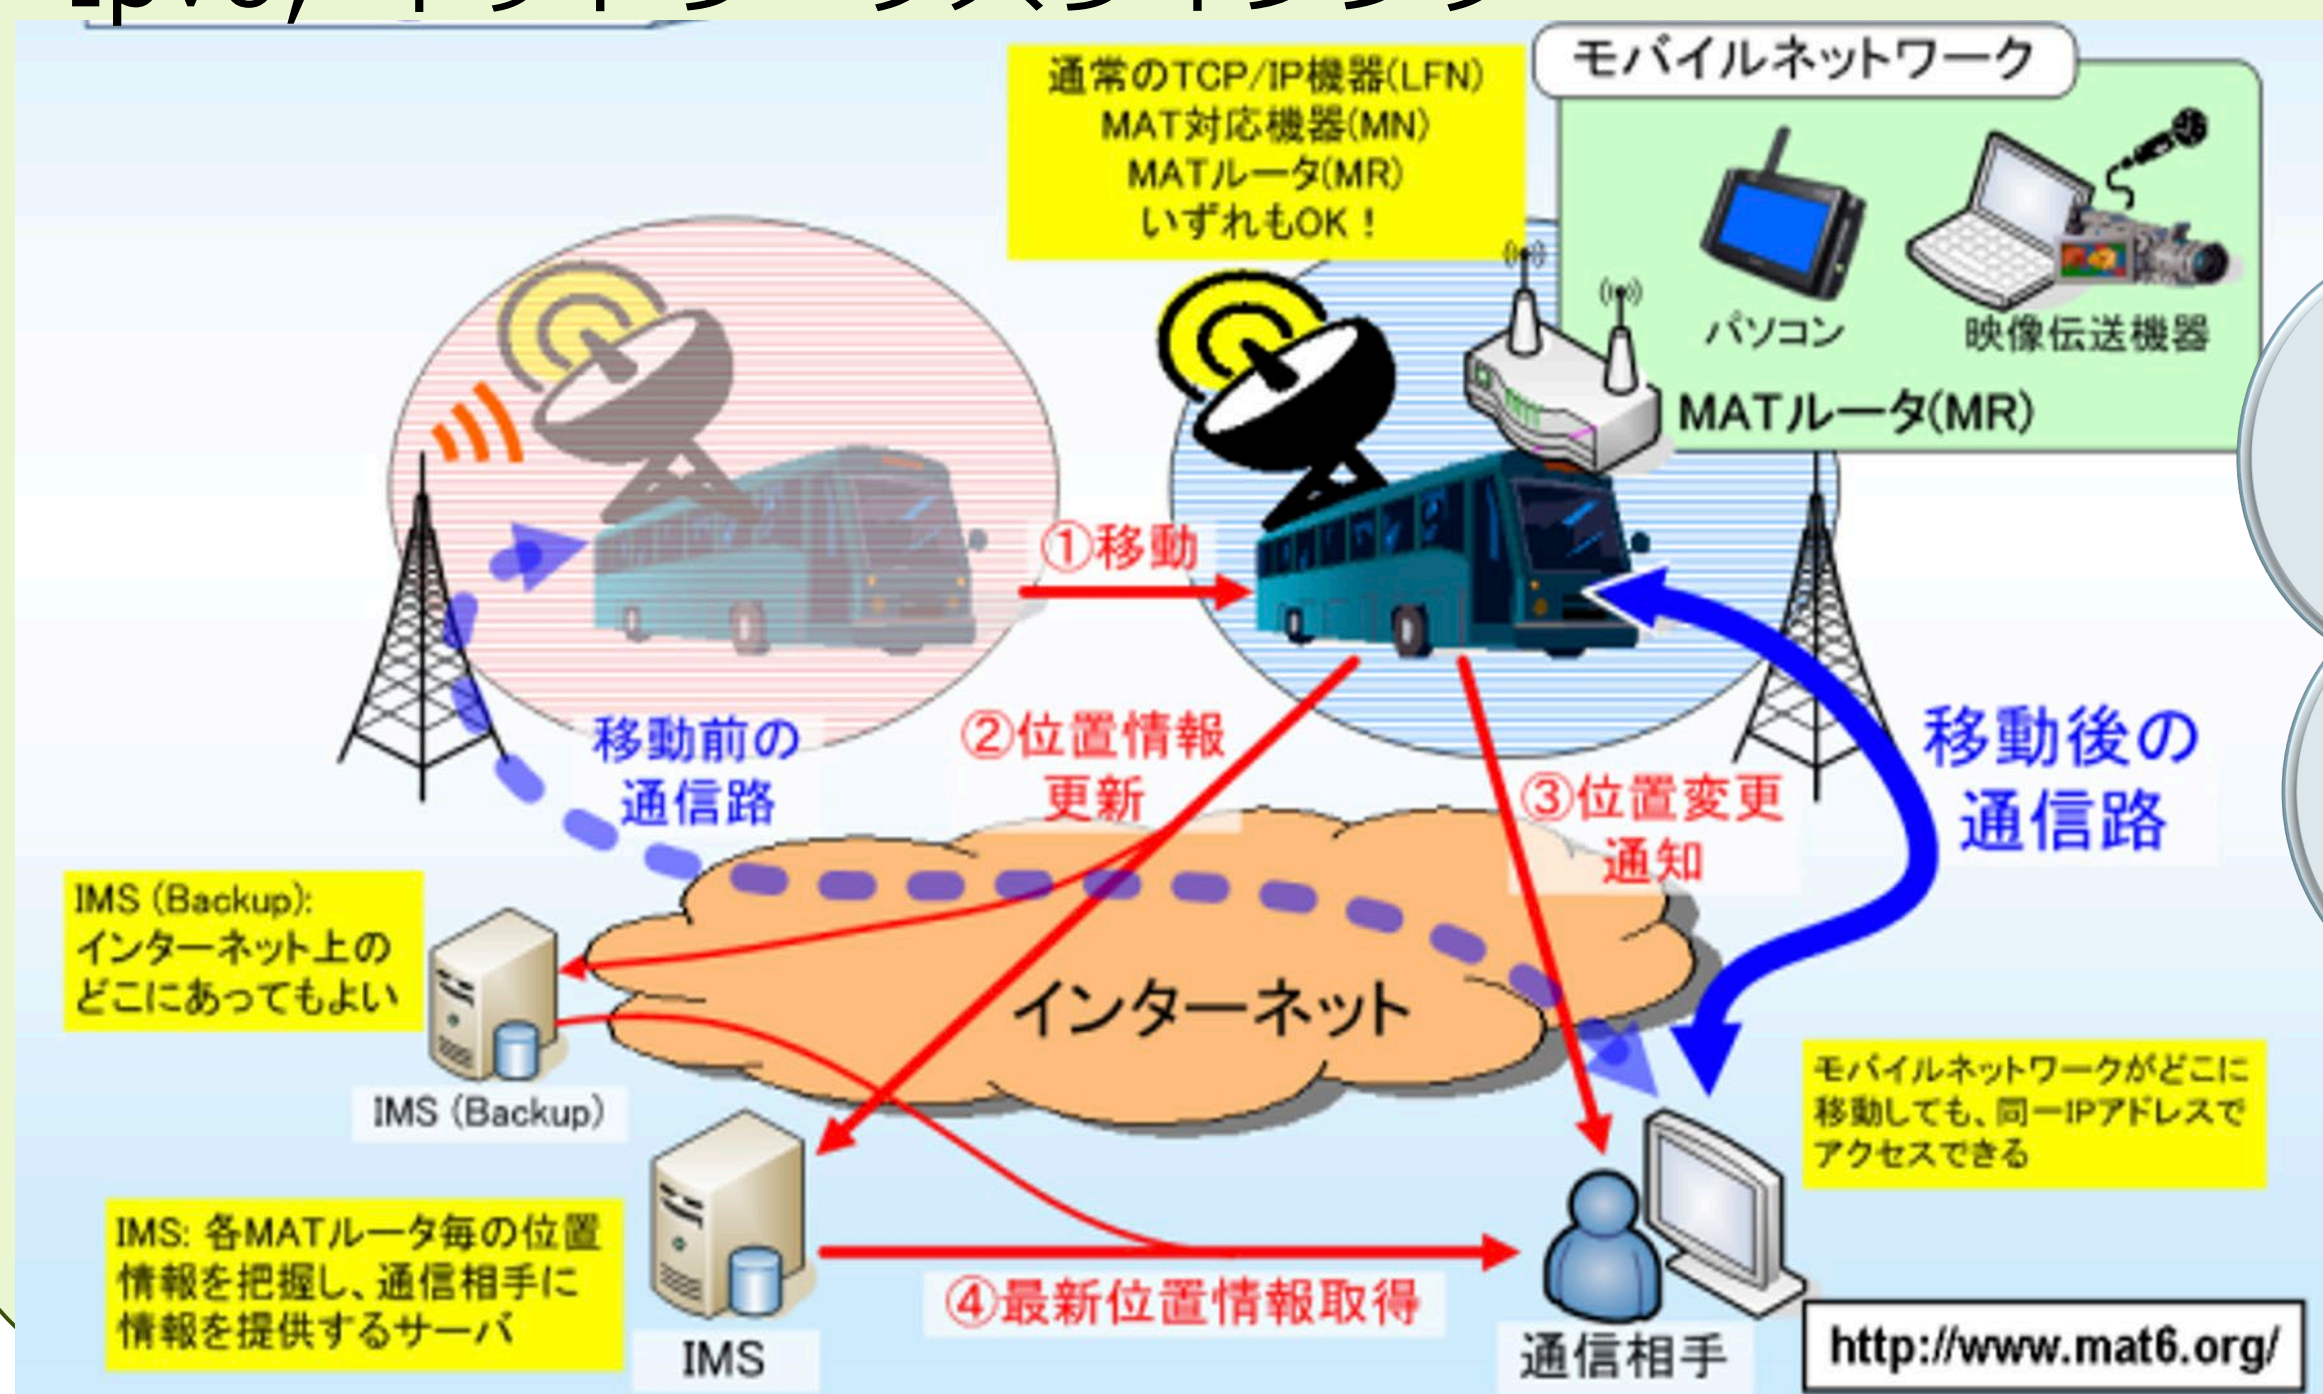 通常のTCP/IP機器(LFN)
MAT対応機器(MN)
MATルータ(MR)
いずれもOK!
モバイルネットワーク
パソコン
映像伝送機器
MATルータ(MR)
①移動
移動前の
通信路
②位置情報
更新
③位置変更
通知
移動後の
通信路
IMS (Backup):
インターネット上の
どこにあってもよい
IMS (Backup)
インターネット
モバイルネットワークがどこに
移動しても、同一IPアドレスで
アクセスできる
IMS: 各MATルータ毎の位置
情報を把握し、通信相手に
情報を提供するサーバ
IMS
④最新位置情報取得
通信相手
http://www.mat6.org/